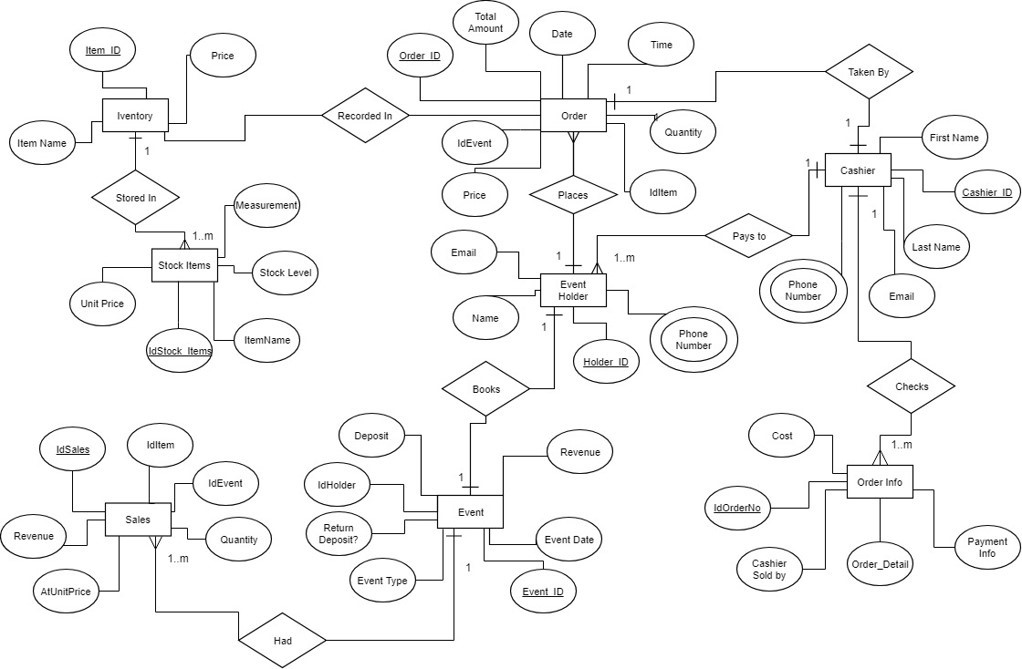 Total
Amount
Date
Time
Item_ID
Price
Order_ID
Taken By
1
Iventory
Recorded In
Order
Quantity
1
First Name
Item Name
IdEvent
1
1
Cashier
Cashier_ID
Stored In
Price
Places
IdItem
Measurement
1
Last Name
1..m
Pays to
Stock Items
Stock Level
Email
1
1..m
Unit Price
Event
Holder
Phone
Number
Email
Name
1
IdStock_Items
ItemName
Holder_ID
Phone
Number
Books
Checks
Deposit
IdSales
IdItem
Revenue
Cost
1..m
IdEvent
IdHolder
1
Order Info
IdOrderNo
Sales
Event
Revenue
Quantity
Return
Deposit?
Event Date
Payment
Info
1..m
1
Cashier
Sold by
Order_Detail
AtUnitPrice
Event Type
Event_ID
Had